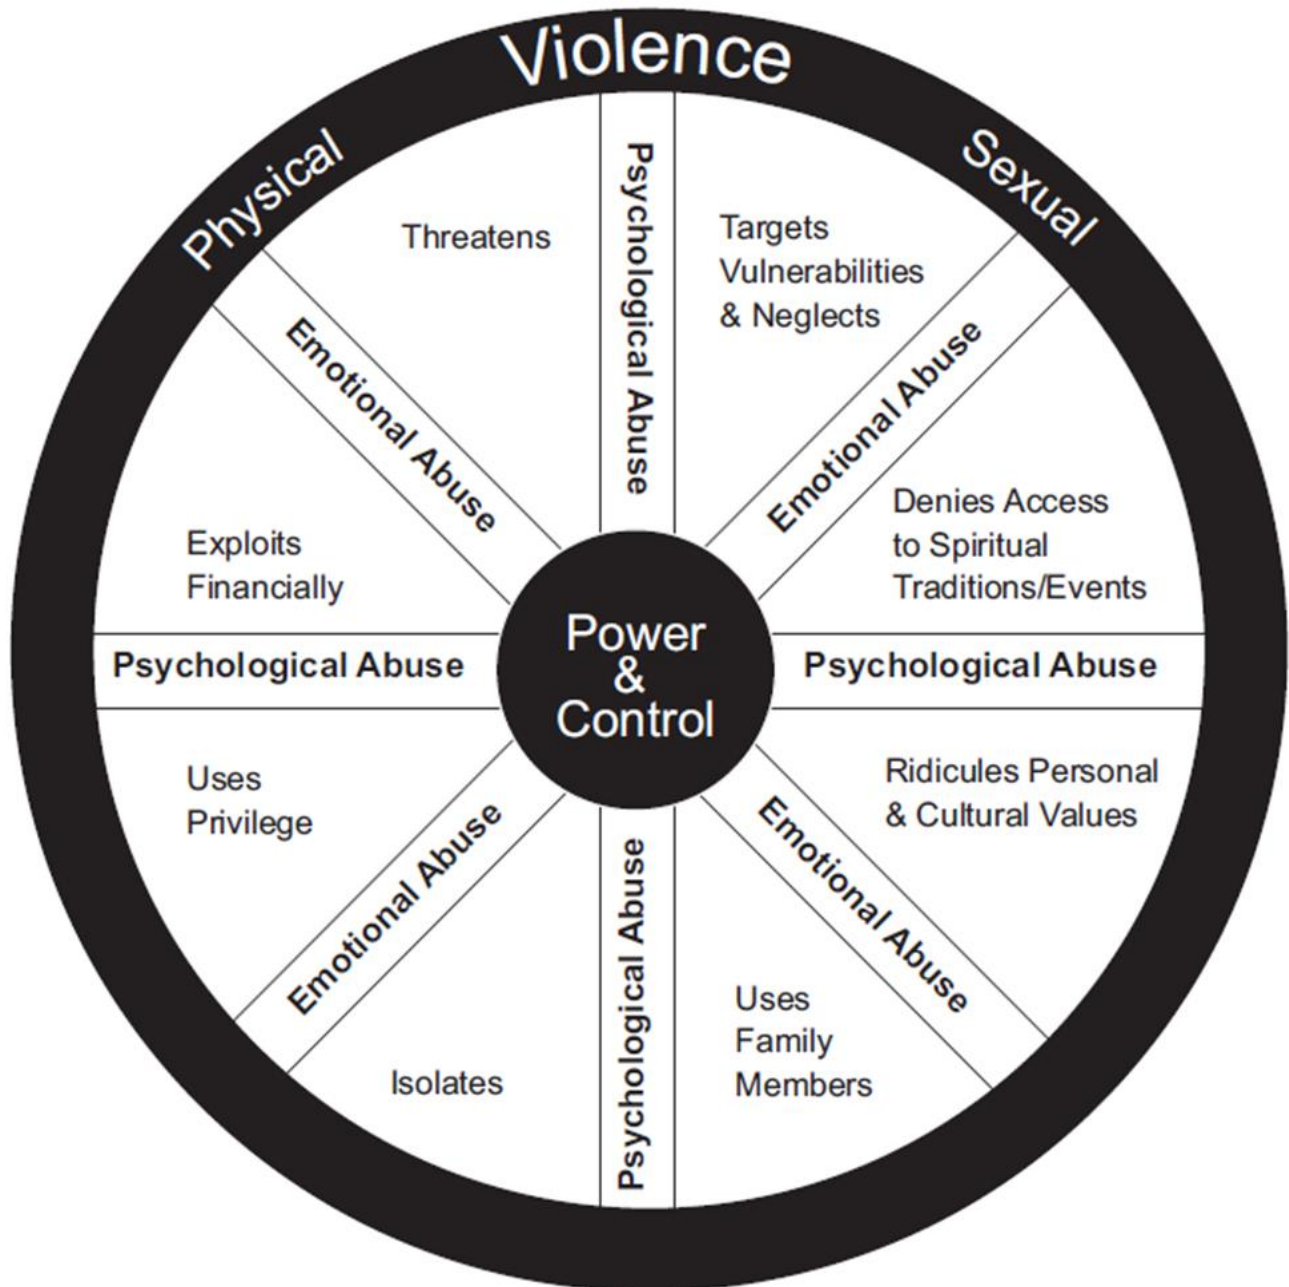 Violence
Physical
Sexual
Psychological Abuse
Threatens
Targets
Vulnerabilities
& Neglects
Emotional Abuse
Emotional Abuse
Exploits
Financially
Denies Access
to Spiritual
Traditions/Events
Psychological Abuse
Power
&
Control
Psychological Abuse
Uses
Privilege
Ridicules Personal
& Cultural Values
Emotional Abuse
Emotional Abuse
Psychological Abuse
Isolates
Uses
Family
Members